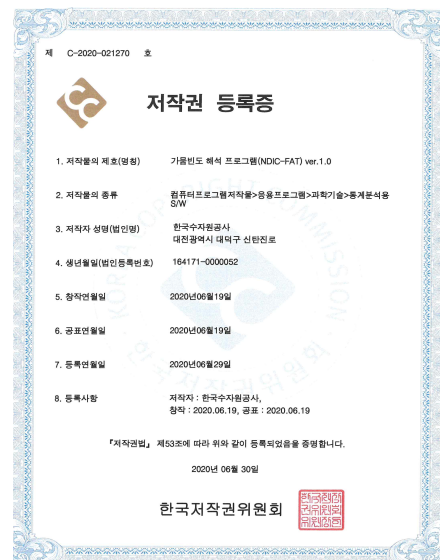 제 C-2020-021270 호
저작권 등록증
1. 저작물의 제호(명칭) 가뭄빈도 해석 프로그램(NDIC-FAT) ver.1.0
2. 저작물의 종류 컴퓨터프로그램저작물>응용프로그램>과학기술>통계분석용
S/W
3. 저작자 성명(법인명) 한국수자원공사
대전광역시 대덕구 신탄진로
4. 생년월일(법인등록번호) 164171-0000052
5. 창작연월일 2020년06월19일
6. 공표연월일 2020년06월19일
7. 등록연월일 2020년06월29일
8. 등록사항 저작자 : 한국수자원공사,
창작 : 2020.06.19, 공표 : 2020.06.19
『저작권법』 제53조에 따라 위와 같이 등록되었음을 증명합니다.
2020년 06월 30일
한국저작권위원회
KOREA COPYRIGHT COMMISSION
한국저작권위원회